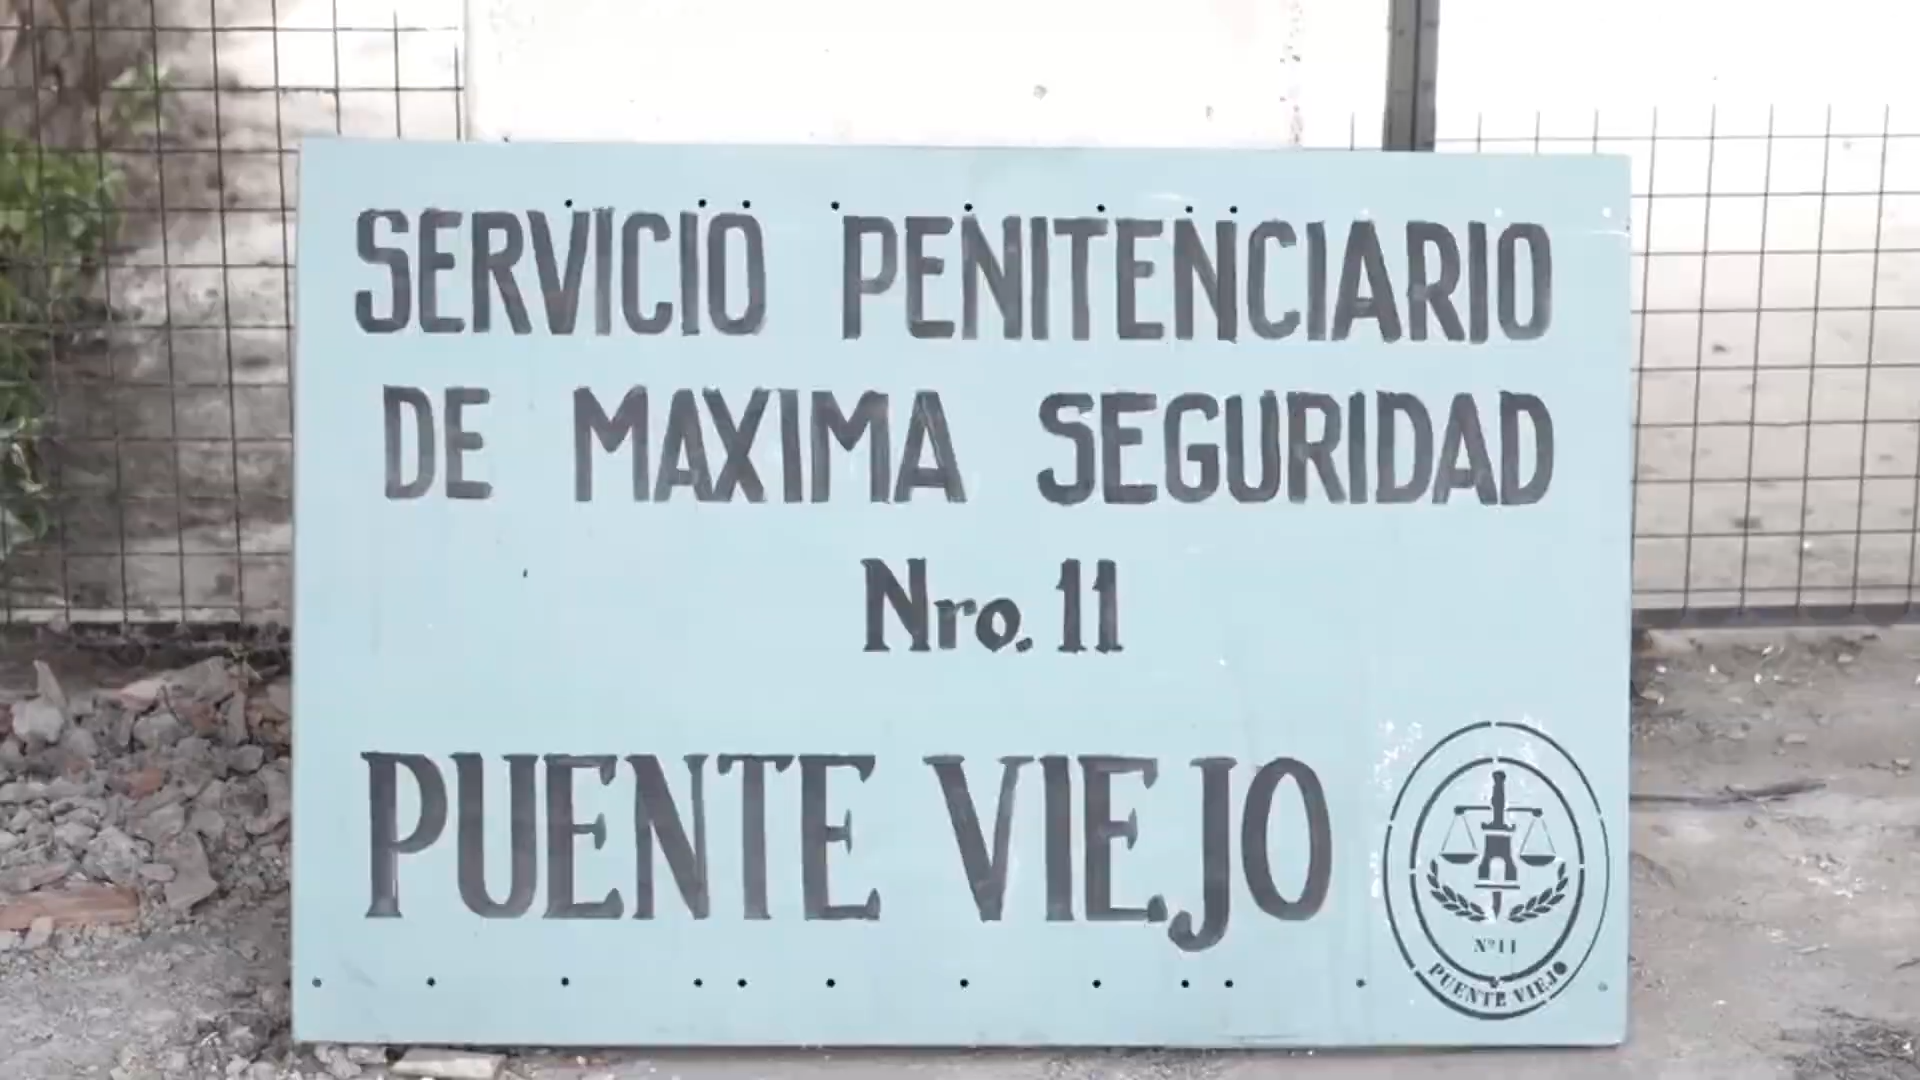 SERVICIO PENITENCIARIO
DE MAXIMA SEGURIDAD
Nro. 11
PUENTE VIEJO
Nº11
PUENTE VIEJO